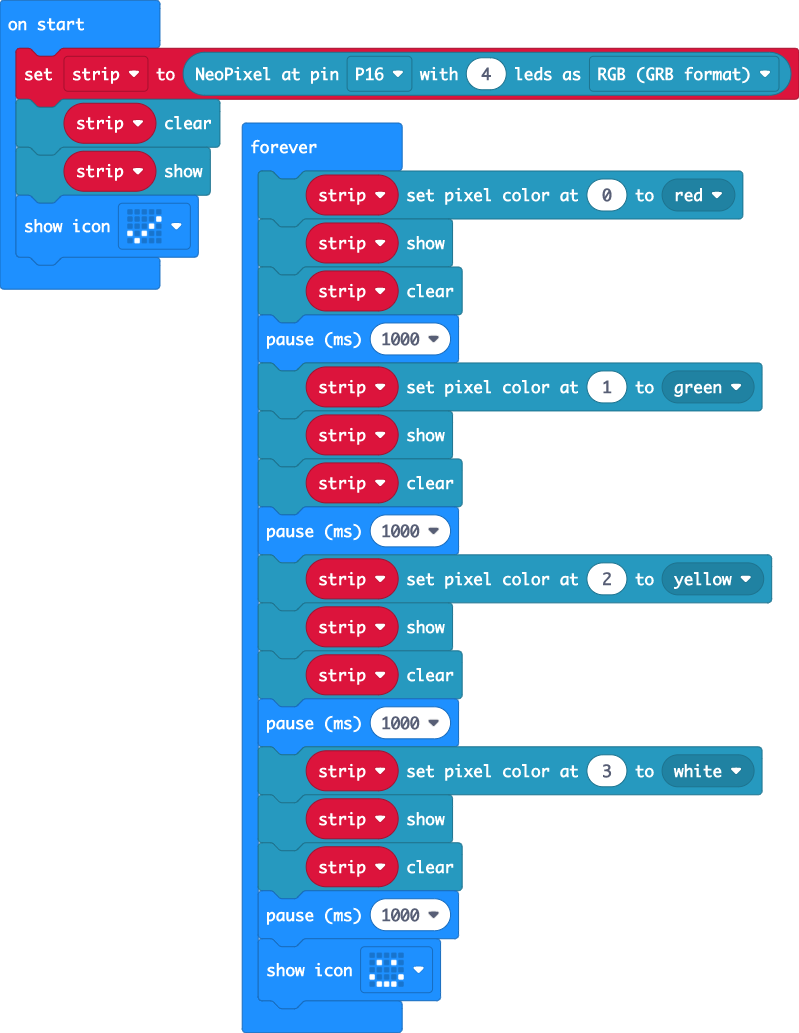 on start
set strip to NeoPixel at pin P16 with 4 leds as RGB (GRB format)
strip clear
strip show
show icon
forever
strip set pixel color at 0 to red
strip show
strip clear
pause (ms) 1000
strip set pixel color at 1 to green
strip show
strip clear
pause (ms) 1000
strip set pixel color at 2 to yellow
strip show
strip clear
pause (ms) 1000
strip set pixel color at 3 to white
strip show
strip clear
pause (ms) 1000
show icon